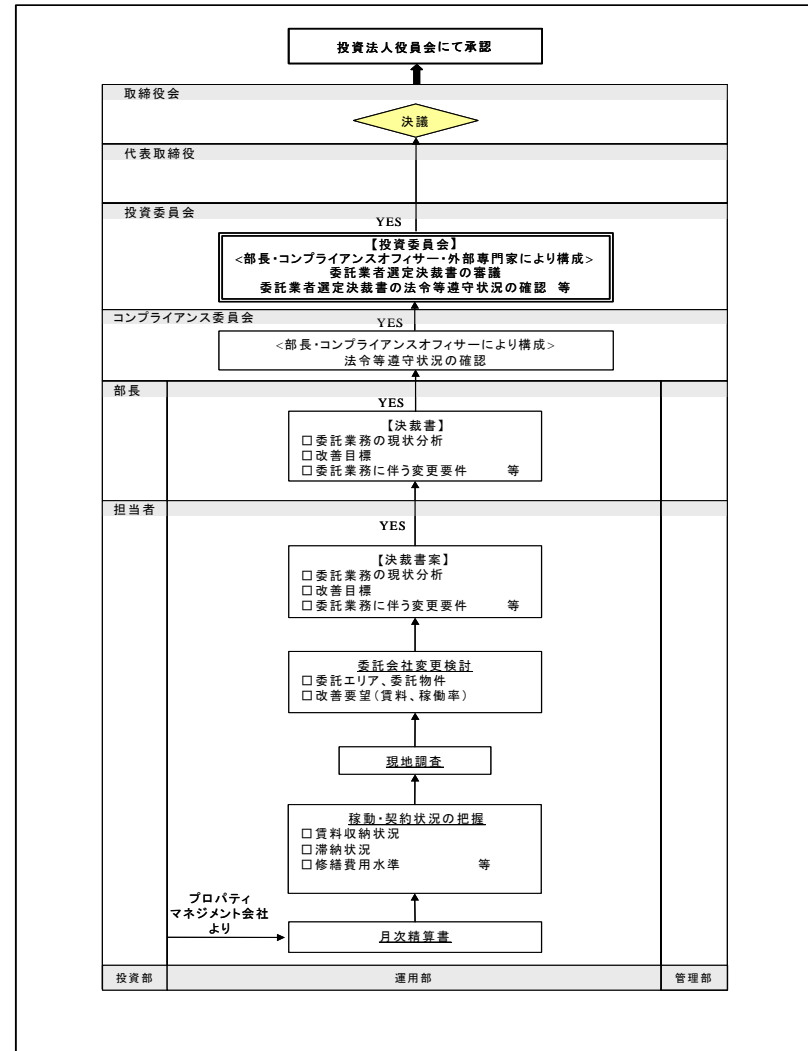 投資法人役員会にて承認
取締役会
決議
代表取締役
投資委員会
YES
【投資委員会】
<部長・コンプライアンスオフィサー・外部専門家により構成>
委託業者選定決裁書の審議
委託業者選定決裁書の法令等遵守状況の確認 等
コンプライアンス委員会
YES
<部長・コンプライアンスオフィサーにより構成>
法令等遵守状況の確認
部長
YES
【決裁書】
□委託業務の現状分析
□改善目標
□委託業務に伴う変更要件 等
担当者
YES
【決裁書案】
□委託業務の現状分析
□改善目標
□委託業務に伴う変更要件 等
委託会社変更検討
□委託エリア、委託物件
□改善要望(賃料、稼働率)
現地調査
稼動・契約状況の把握
□賃料収納状況
□滞納状況
□修繕費用水準 等
プロパティ
マネジメント会社
より
月次精算書
投資部 運用部 管理部